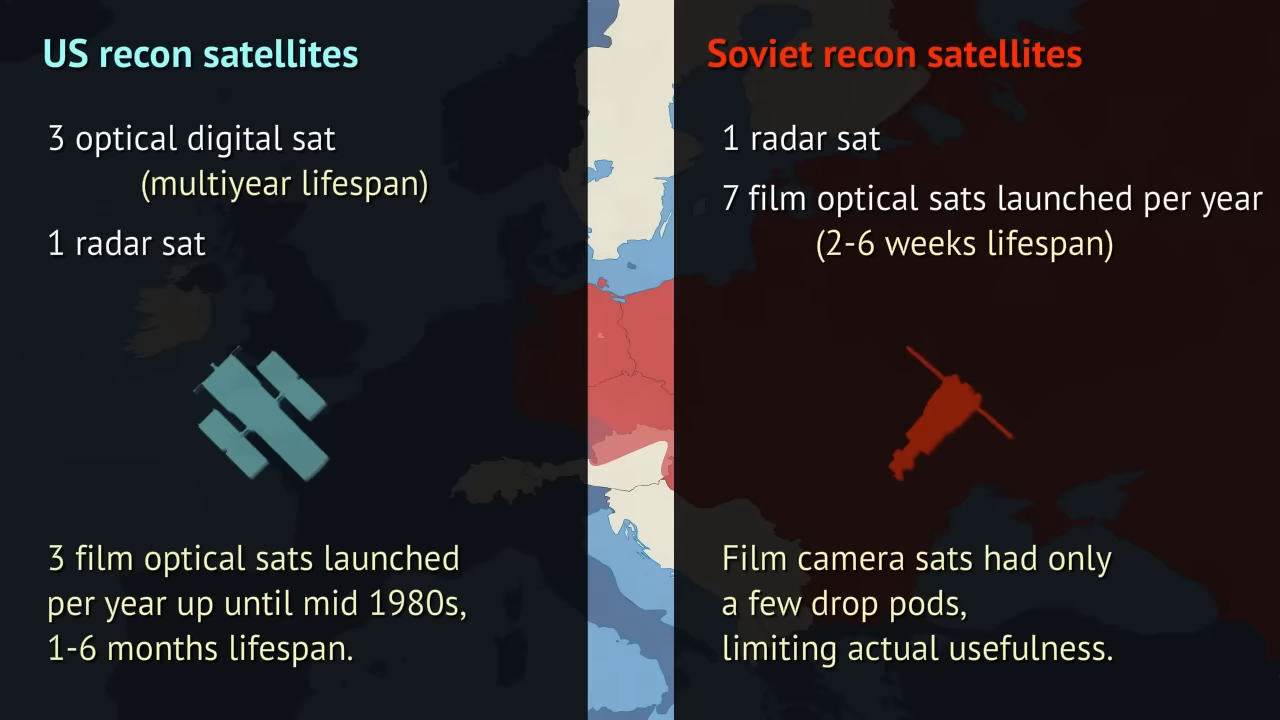 US recon satellites
3 optical digital sat
(multiyear lifespan)
1 radar sat
3 film optical sats launched
per year up until mid 1980s,
1-6 months lifespan.
Soviet recon satellites
1 radar sat
7 film optical sats launched per year
(2-6 weeks lifespan)
Film camera sats had only
a few drop pods,
limiting actual usefulness.